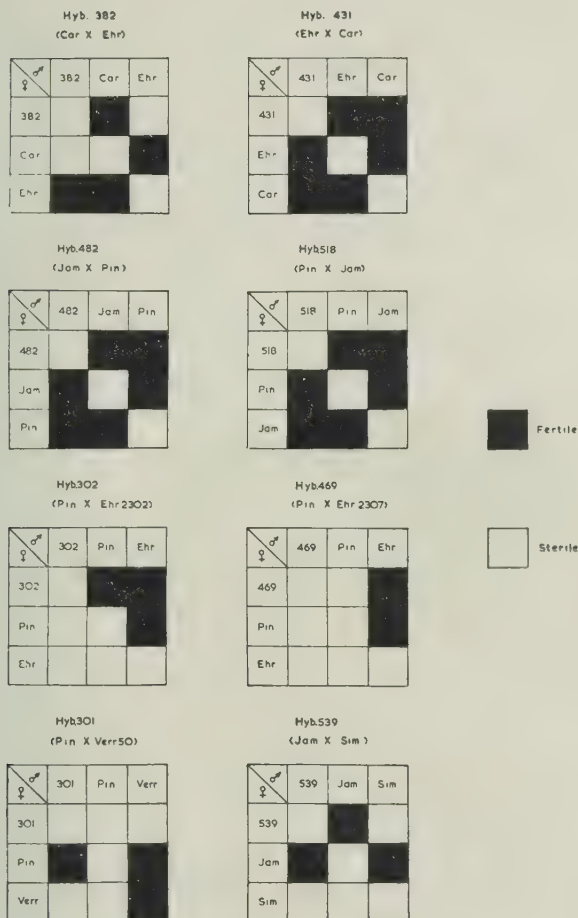 Hyb. 382
(Car X Ehr)
♀ ♂ 382 Car Ehr
382
Car
Ehr
Hyb. 431
(Ehr X Car)
♀ ♂ 431 Ehr Car
431
Ehr
Car
Hyb.482
(Jam X Pin)
♀ ♂ 482 Jam Pin
482
Jam
Pin
Hyb.518
(Pin X Jam)
♀ ♂ 518 Pin Jam
518
Pin
Jam
Fertile
Hyb.302
(Pin X Ehr 2302)
♀ ♂ 302 Pin Ehr
302
Pin
Ehr
Hyb.469
(Pin X Ehr 2307)
♀ ♂ 469 Pin Ehr
469
Pin
Ehr
Sterile
Hyb.301
(Pin X Verr50)
♀ ♂ 301 Pin Verr
301
Pin
Verr
Hyb.539
(Jam X Sim)
♀ ♂ 539 Jam Sim
539
Jam
Sim